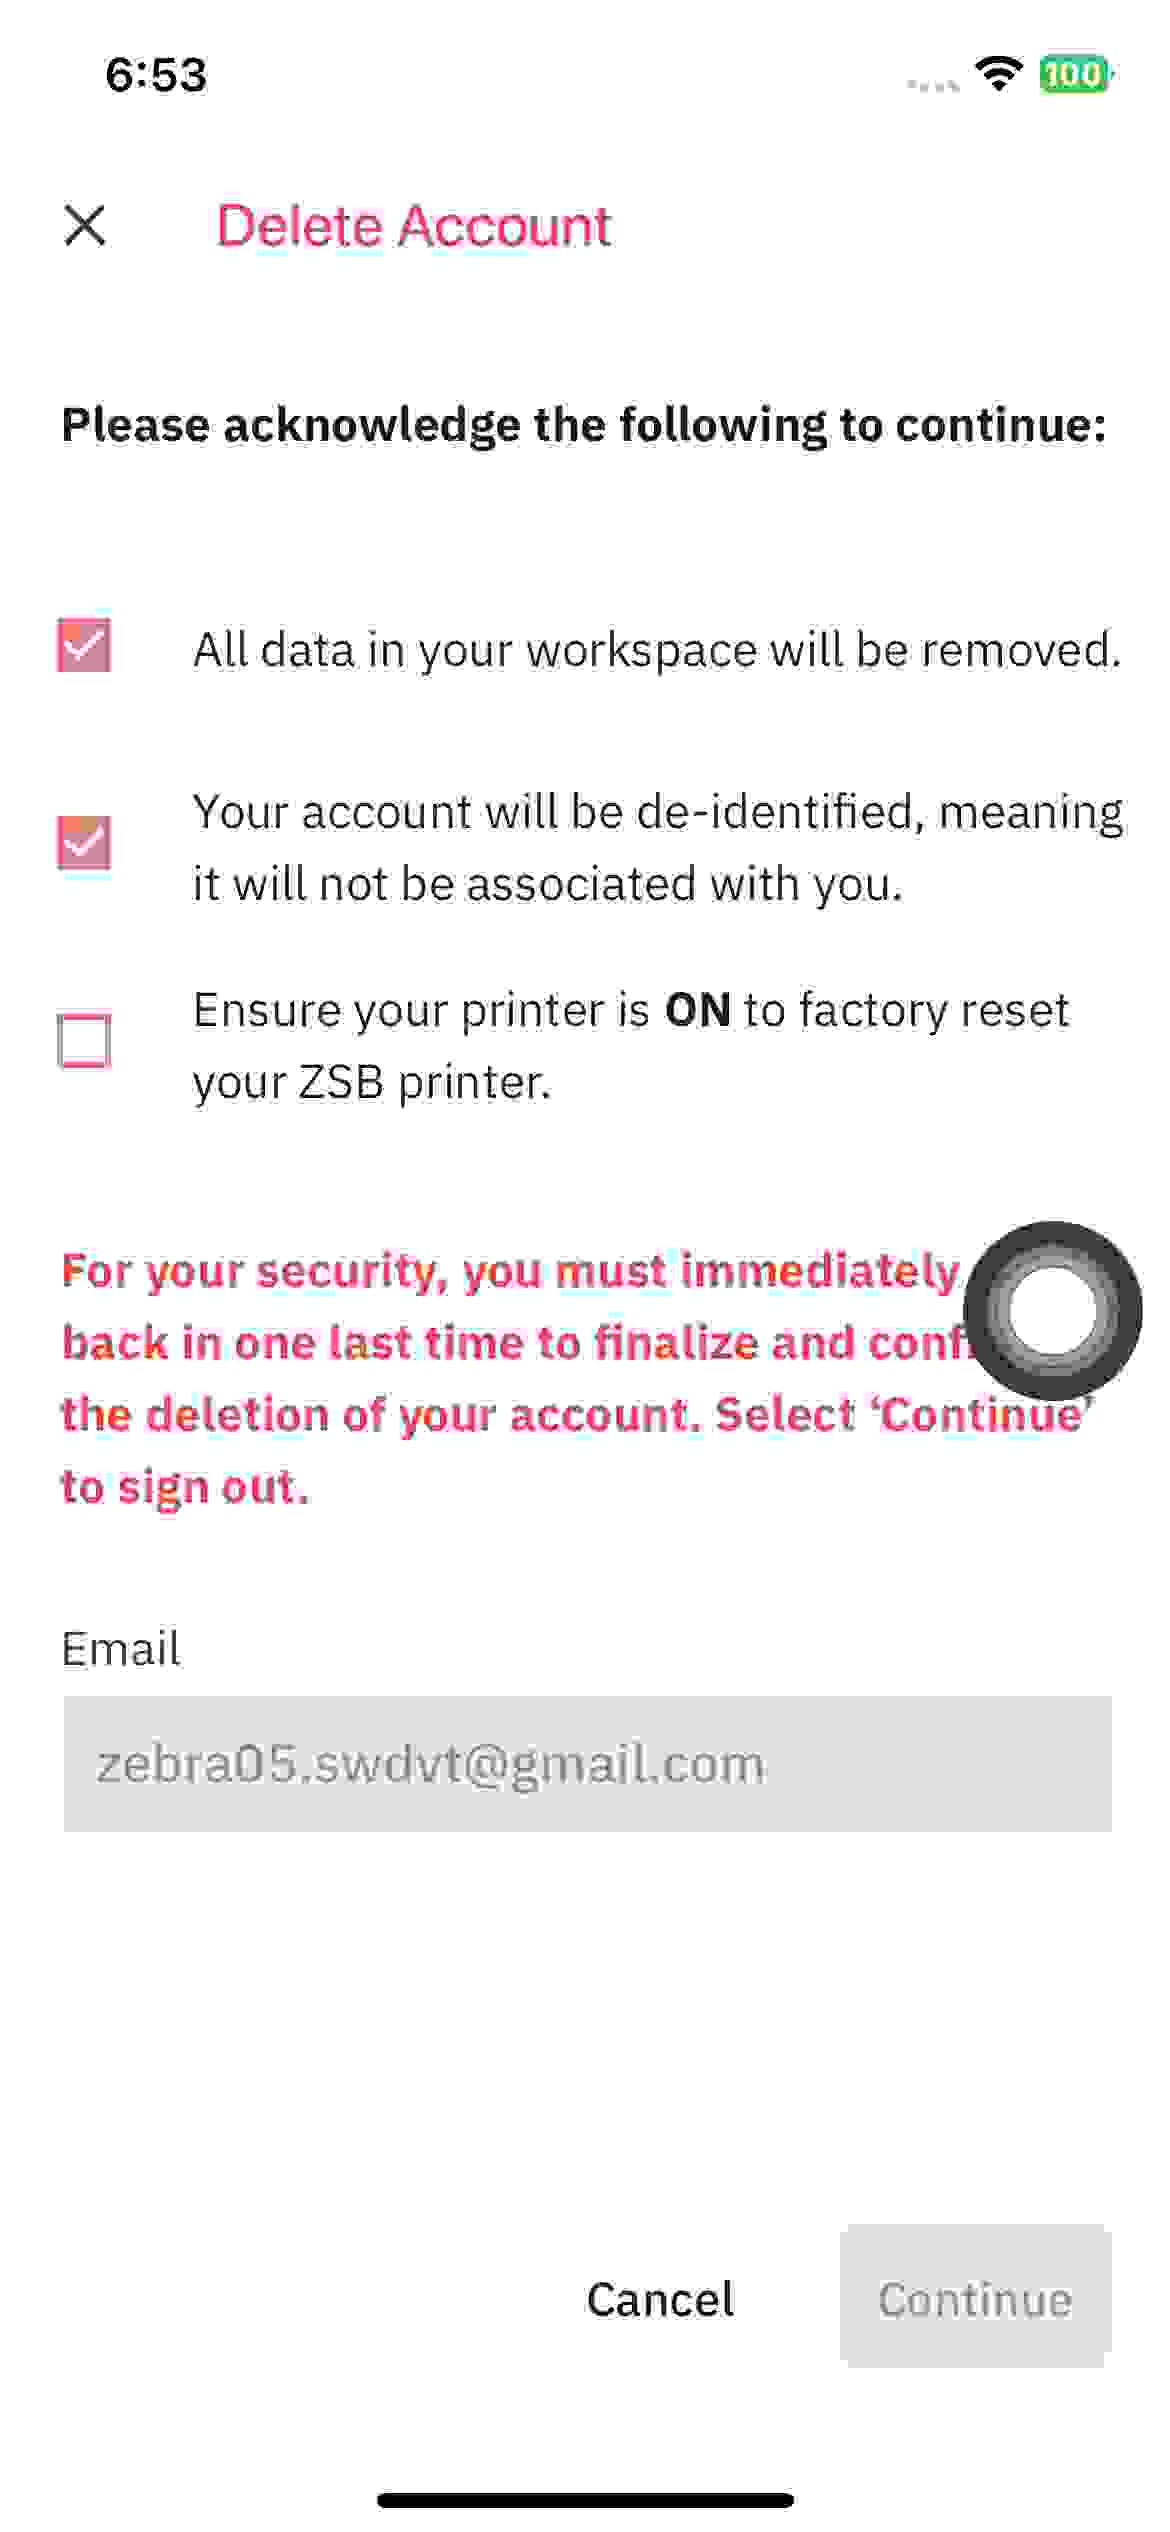 6:53
100
Delete Account
Please acknowledge the following to continue:
All data in your workspace will be removed.
Your account will be de-identified, meaning
it will not be associated with you.
Ensure your printer is ON to factory reset
your ZSB printer.
For your security, you must immediately
back in one last time to finalize and
the deletion of your account. Select ‘Continue’
to sign out.
Email
zebra05.swdvt@gmail.com
Cancel
Continue